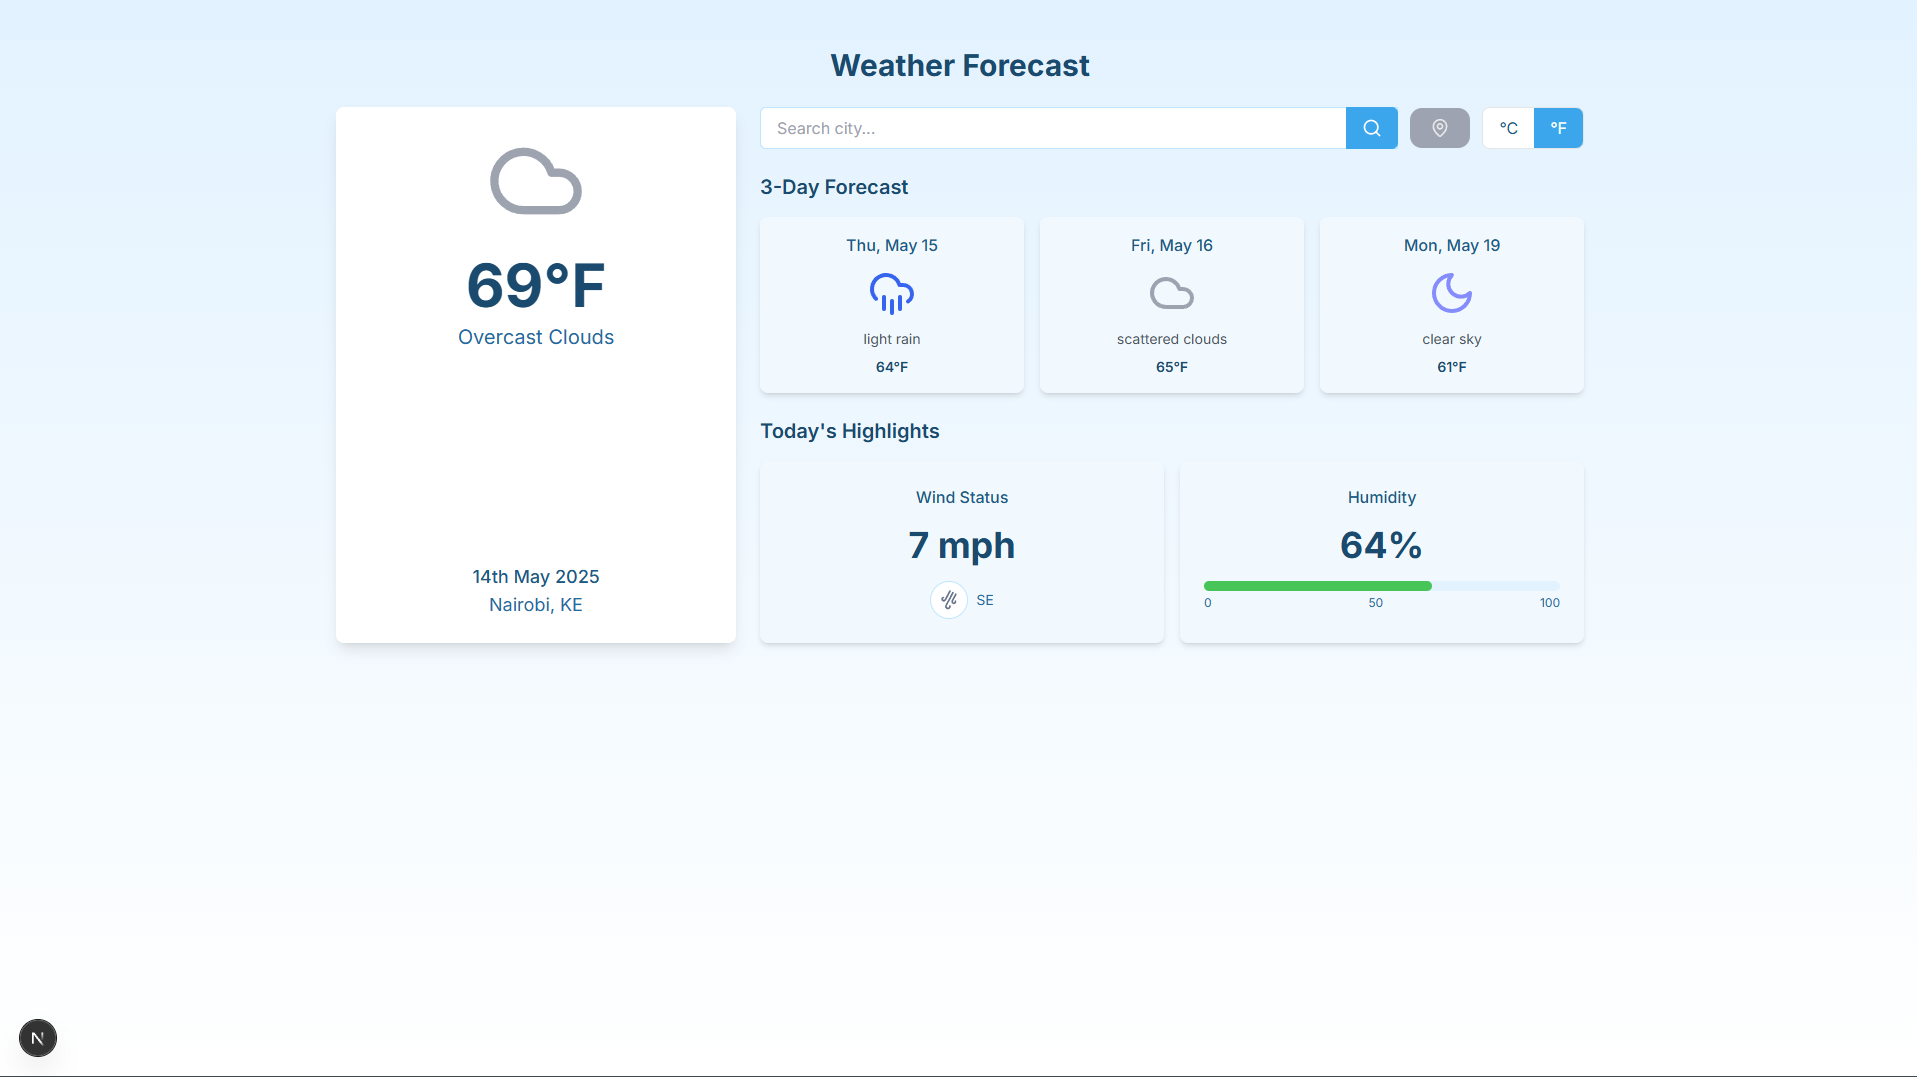 Weather Forecast
69°F
Overcast Clouds
14th May 2025
Nairobi, KE
Search city...
°C
°F
3-Day Forecast
Thu, May 15
light rain
64°F
Fri, May 16
scattered clouds
65°F
Mon, May 19
clear sky
61°F
Today's Highlights
Wind Status
7 mph
SE
Humidity
64%
0 50 100
N